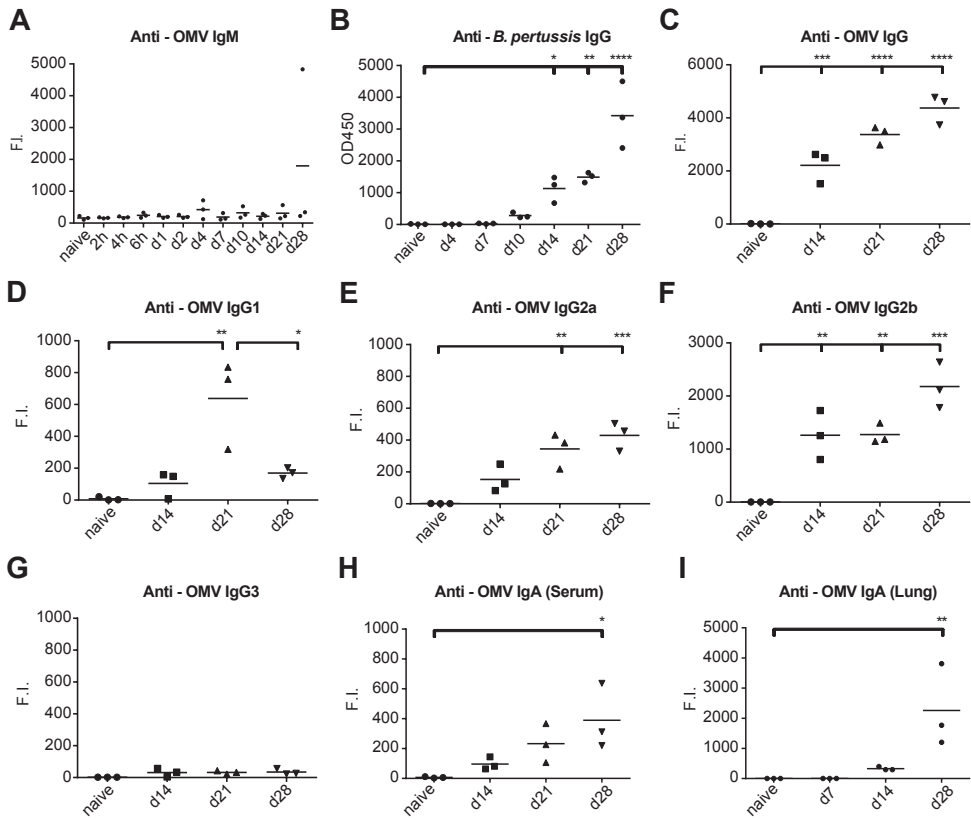 A
Anti - OMV IgM
F.I.
5000
4000
3000
2000
1000
0
naive
2h
4h
6h
d1
d2
d4
d7
d10
d14
d21
d28
B
Anti - B. pertussis IgG
* ** ****
OD450
5000
4000
3000
2000
1000
0
naive
d4
d7
d10
d14
d21
d28
C
Anti - OMV IgG
*** **** ****
F.I.
6000
4000
2000
0
naive
d14
d21
d28
D
Anti - OMV IgG1
** *
F.I.
1000
800
600
400
200
0
naive
d14
d21
d28
E
Anti - OMV IgG2a
** ***
F.I.
1000
800
600
400
200
0
naive
d14
d21
d28
F
Anti - OMV IgG2b
** ** ***
F.I.
3000
2000
1000
0
naive
d14
d21
d28
G
Anti - OMV IgG3
F.I.
1000
800
600
400
200
0
naive
d14
d21
d28
H
Anti - OMV IgA (Serum)
*
F.I.
1000
800
600
400
200
0
naive
d14
d21
d28
I
Anti - OMV IgA (Lung)
**
F.I.
5000
4000
3000
2000
1000
0
naive
d7
d14
d28